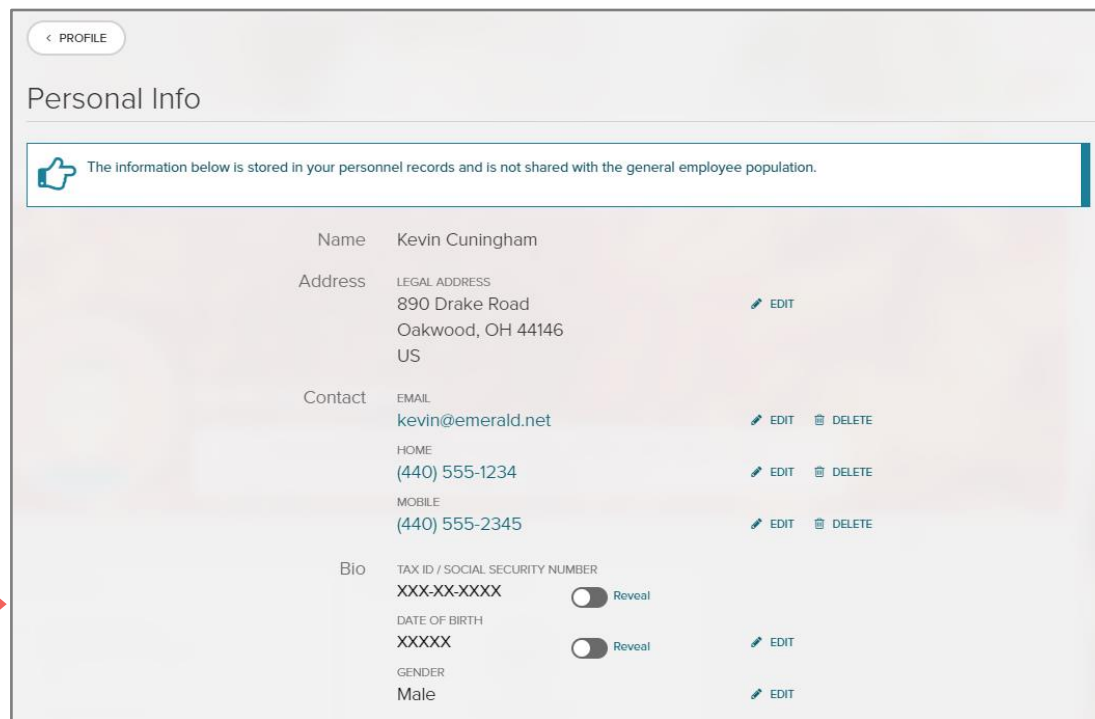 < PROFILE
Personal Info
The information below is stored in your personnel records and is not shared with the general employee population.
Name Kevin Cuningham
Address LEGAL ADDRESS
890 Drake Road EDIT
Oakwood, OH 44146
US
Contact EMAIL
kevin@emerald.net EDIT DELETE
HOME
(440) 555-1234 EDIT DELETE
MOBILE
(440) 555-2345 EDIT DELETE
Bio TAX ID / SOCIAL SECURITY NUMBER
XXX-XX-XXXX Reveal
DATE OF BIRTH
XXXXX Reveal EDIT
GENDER
Male EDIT